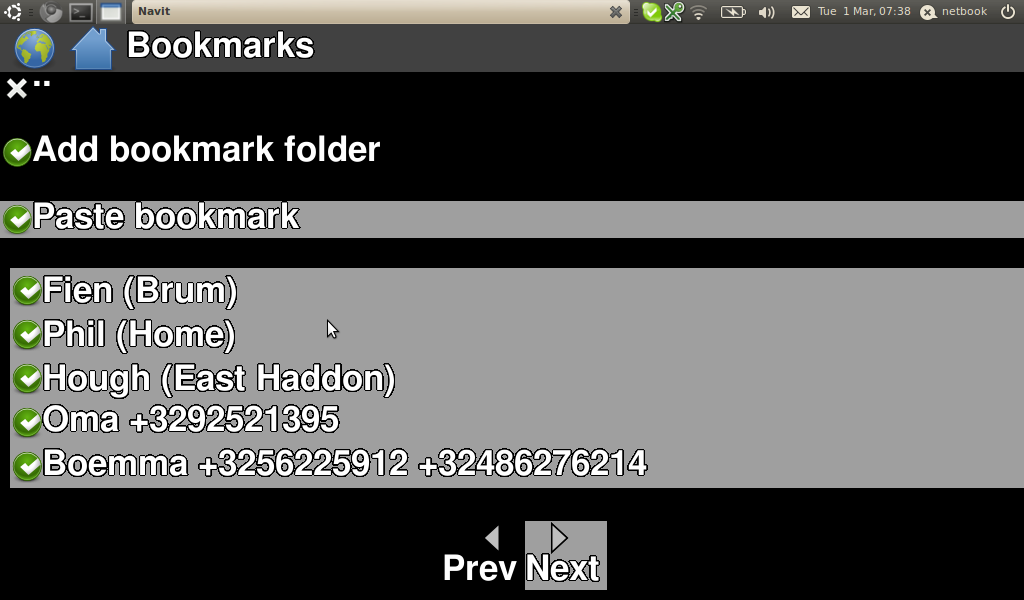 Navit
Tue 1 Mar, 07:38 netbook
Bookmarks
..
Add bookmark folder
Paste bookmark
Fien (Brum)
Phil (Home)
Hough (East Haddon)
Oma +3292521395
Boemma +3256225912 +32486276214
Prev Next